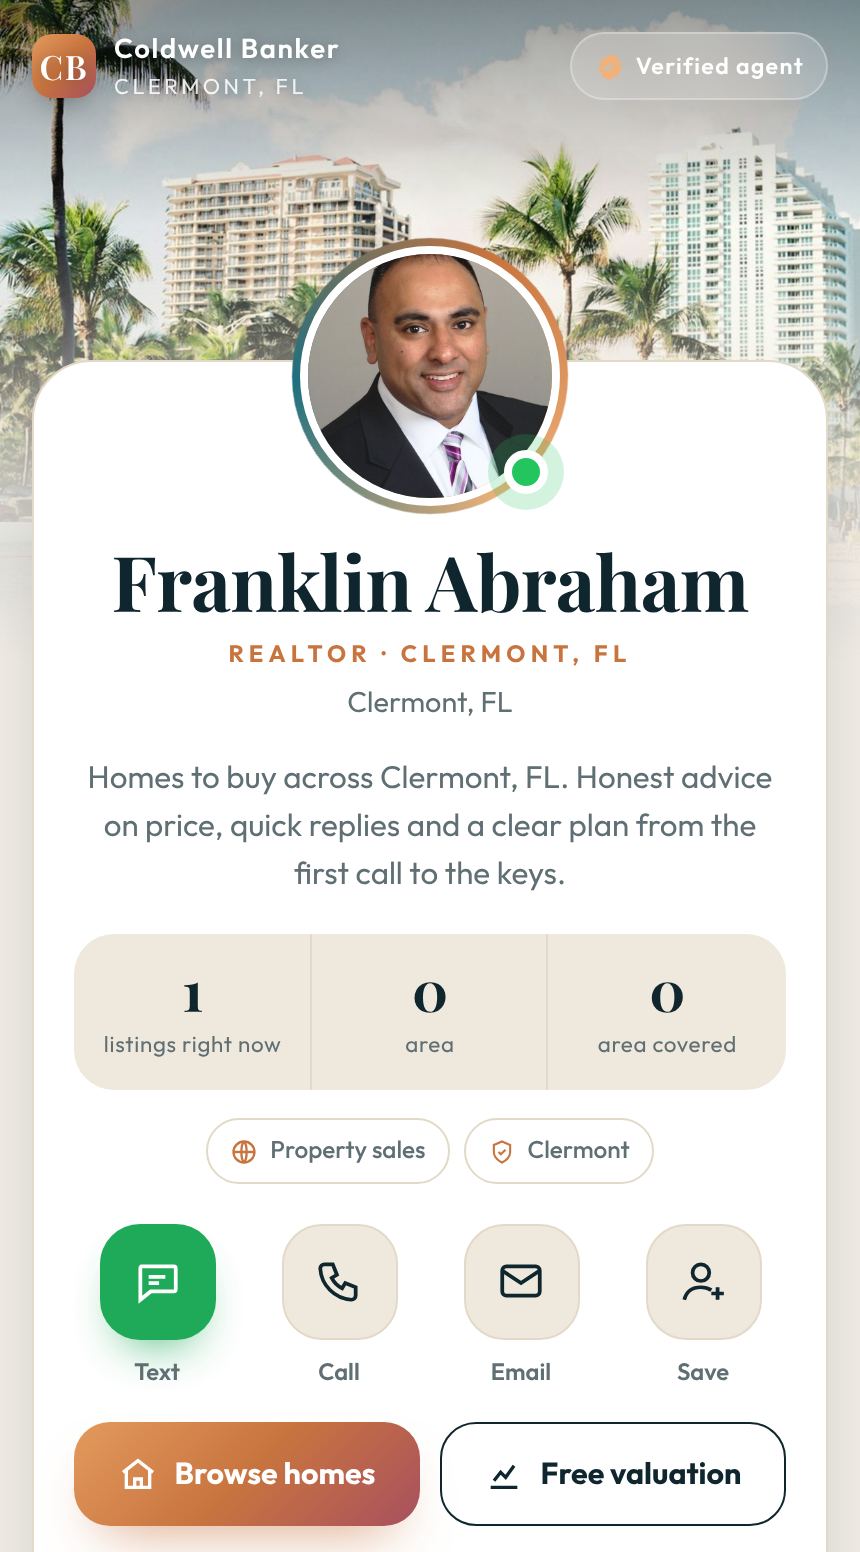 CB
Coldwell Banker
CLERMONT, FL
Verified agent
Franklin Abraham
REALTOR · CLERMONT, FL
Clermont, FL
Homes to buy across Clermont, FL. Honest advice
on price, quick replies and a clear plan from the
first call to the keys.
1
listings right now
0
area
0
area covered
Property sales
Clermont
Text
Call
Email
Save
Browse homes
Free valuation